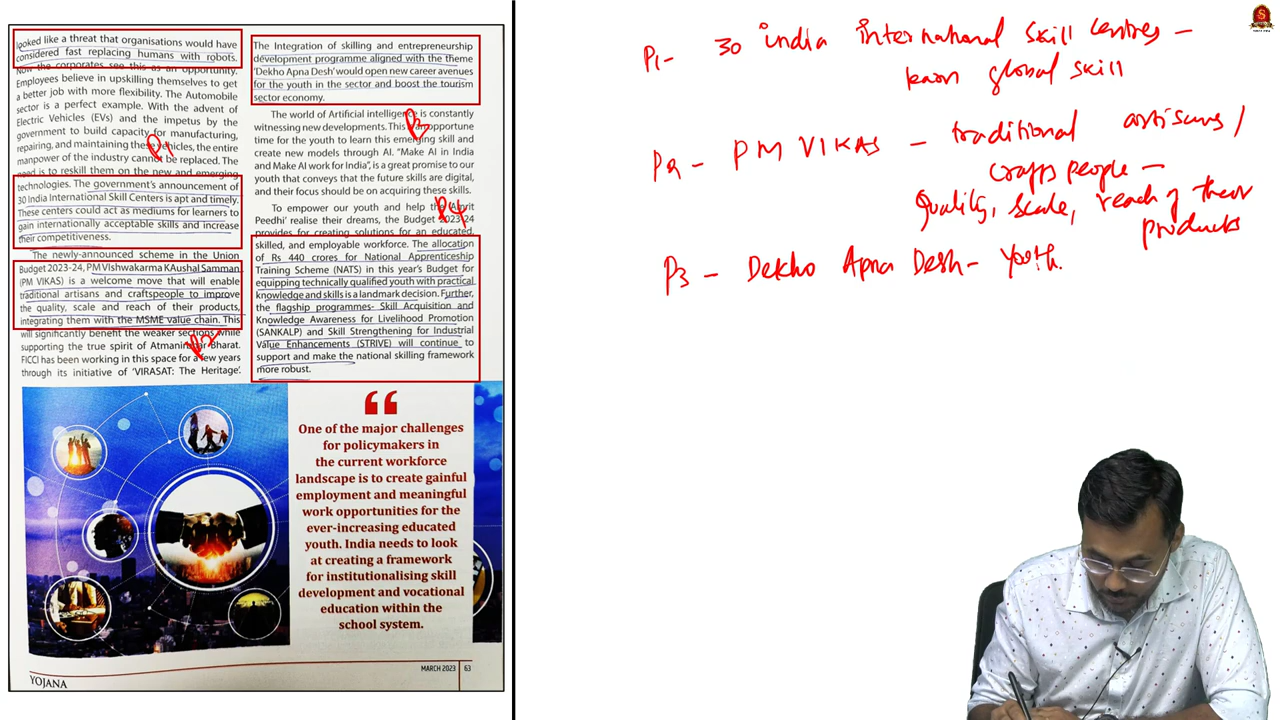 looked like a threat that organisations would have
considered fast replacing humans with robots.
Now the corporates see this as an opportunity.
Employees believe in upskilling themselves to get
a better job with more flexibility. The Automobile
sector is a perfect example. With the advent of
Electric Vehicles (EVs) and the impetus by the
government to build capacity for manufacturing,
repairing, and maintaining these vehicles, the entire
manpower of the industry cannot be replaced. The
need is to reskill them on the new and emerging
technologies. The government's announcement of
30 India International Skill Centers is apt and timely.
These centers could act as mediums for learners to
gain internationally acceptable skills and increase
their competitiveness.
The newly-announced scheme in the Union
Budget 2023-24, PM VIshwakarma KAushal Samman
(PM VIKAS) is a welcome move that will enable
traditional artisans and craftspeople to improve
the quality, scale and reach of their products,
integrating them with the MSME value chain. This
will significantly benefit the weaker sections while
supporting the true spirit of Atmanirbhar Bharat.
FICCI has been working in this space for a few years
through its initiative of 'VIRASAT: The Heritage'.
P1
P2
The Integration of skilling and entrepreneurship
development programme aligned with the theme
'Dekho Apna Desh' would open new career avenues
for the youth in the sector and boost the tourism
sector economy.
The world of Artificial intelligence is constantly
witnessing new developments. This is an opportune
time for the youth to learn this emerging skill and
create new models through AI. "Make AI in India
and Make AI work for India", is a great promise to our
youth that conveys that the future skills are digital,
and their focus should be on acquiring these skills.
To empower our youth and help the 'Amrit
Peedhi' realise their dreams, the Budget 2023-24
provides for creating solutions for an educated,
skilled, and employable workforce. The allocation
of Rs 440 crores for National Apprenticeship
Training Scheme (NATS) in this year's Budget for
equipping technically qualified youth with practical
knowledge and skills is a landmark decision. Further,
the flagship programmes- Skill Acquisition and
Knowledge Awareness for Livelihood Promotion
(SANKALP) and Skill Strengthening for Industrial
Value Enhancements (STRIVE) will continue to
support and make the national skilling framework
more robust.
P3
P4
“
One of the major challenges
for policymakers in
the current workforce
landscape is to create gainful
employment and meaningful
work opportunities for the
ever-increasing educated
youth. India needs to look
at creating a framework
for institutionalising skill
development and vocational
education within the
school system.
YOJANA
MARCH 2023 63
P1- 30 india international skill centres -
learn global skill
P2- PM VIKAS - traditional artisans /
crafts people -
Quality, scale, reach of their
products
P3 - Dekho Apna Desh- Youth.